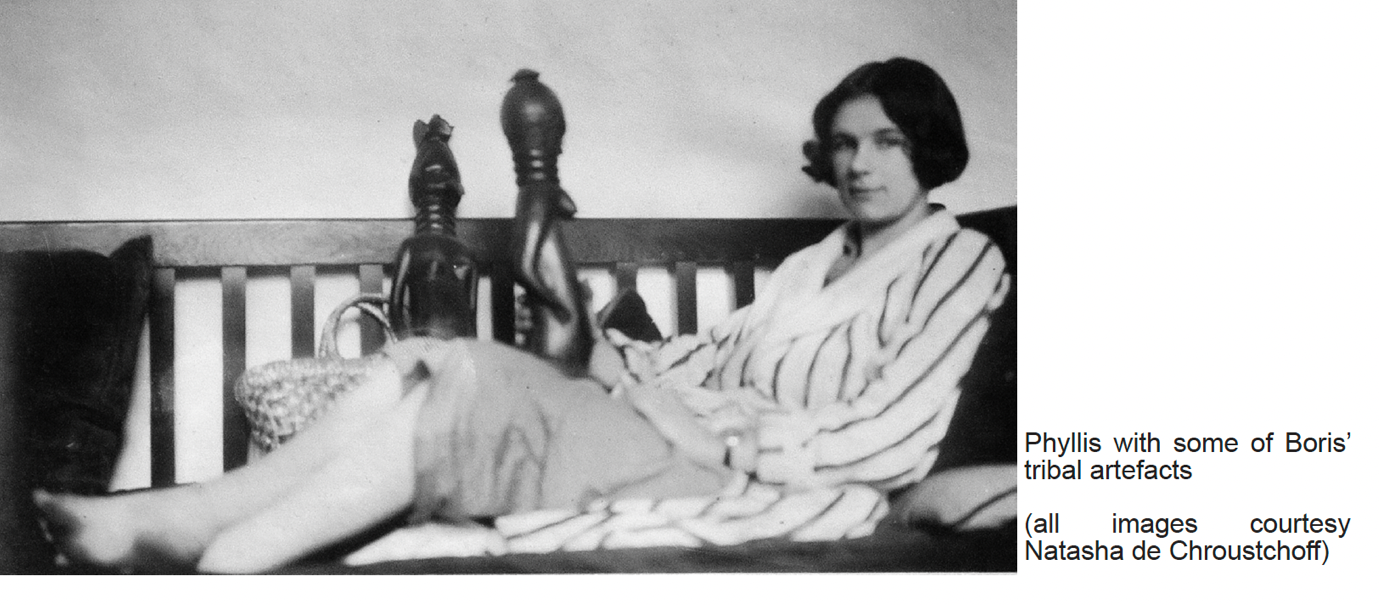 Phyllis with some of Boris’
tribal artefacts
(all images courtesy
Natasha de Chroustchoff)